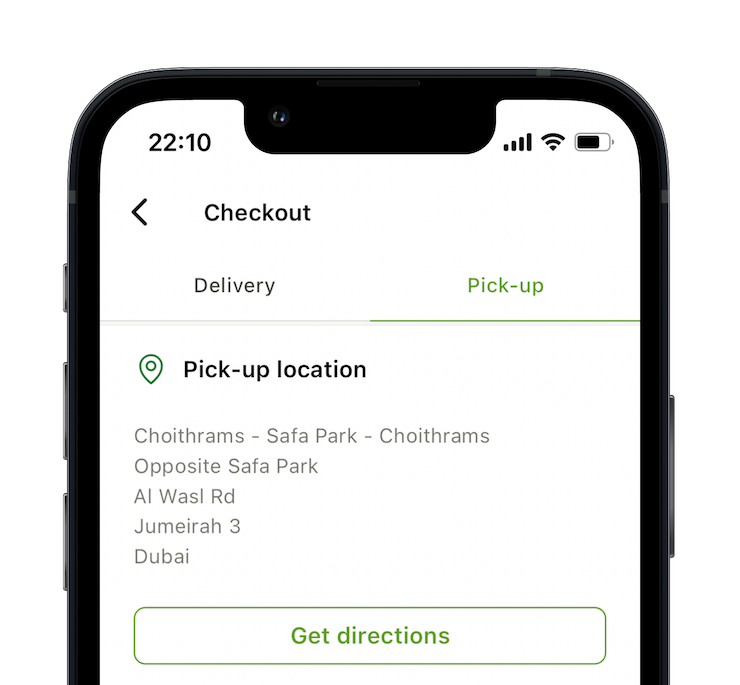 22:10
Checkout
Delivery
Pick-up
Pick-up location
Choithrams - Safa Park - Choithrams
Opposite Safa Park
Al Wasl Rd
Jumeirah 3
Dubai
Get directions